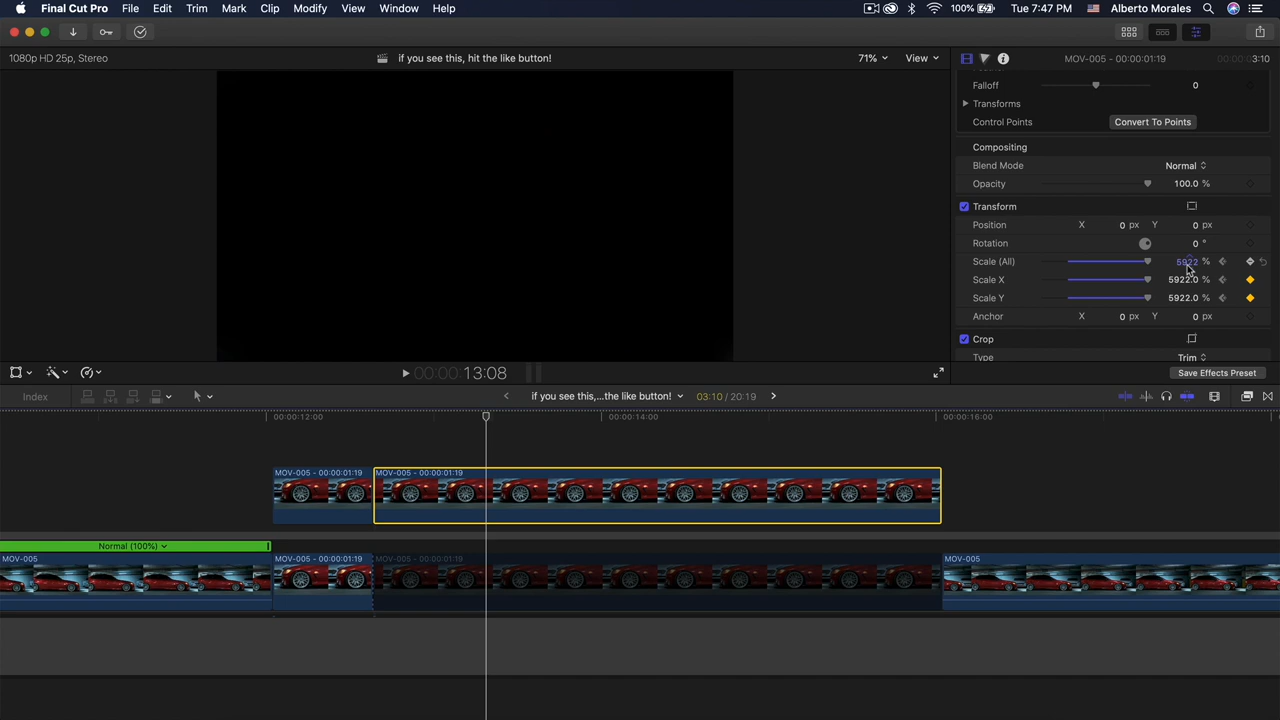 Final Cut Pro File Edit Trim Mark Clip Modify View Window Help 100% Tue 7:47 PM Alberto Morales
1080p HD 25p, Stereo if you see this, hit the like button! 71% View MOV-005 - 00:00:01:19 3:10
Falloff 0
Transforms
Control Points Convert To Points
Compositing
Blend Mode Normal
Opacity 100.0 %
Transform
Position X 0 px Y 0 px
Rotation 0 °
Scale (All) 5922 %
Scale X 5922.0 %
Scale Y 5922.0 %
Anchor X 0 px Y 0 px
Crop
Type Trim
00:00:13:08 Save Effects Preset
Index if you see this,...the like button! 03:10 / 20:19
00:00:12:00 00:00:14:00 00:00:16:00
MOV-005 - 00:00:01:19 MOV-005 - 00:00:01:19
Normal (100%)
MOV-005 MOV-005 - 00:00:01:19 MOV-005 - 00:00:01:19 MOV-005